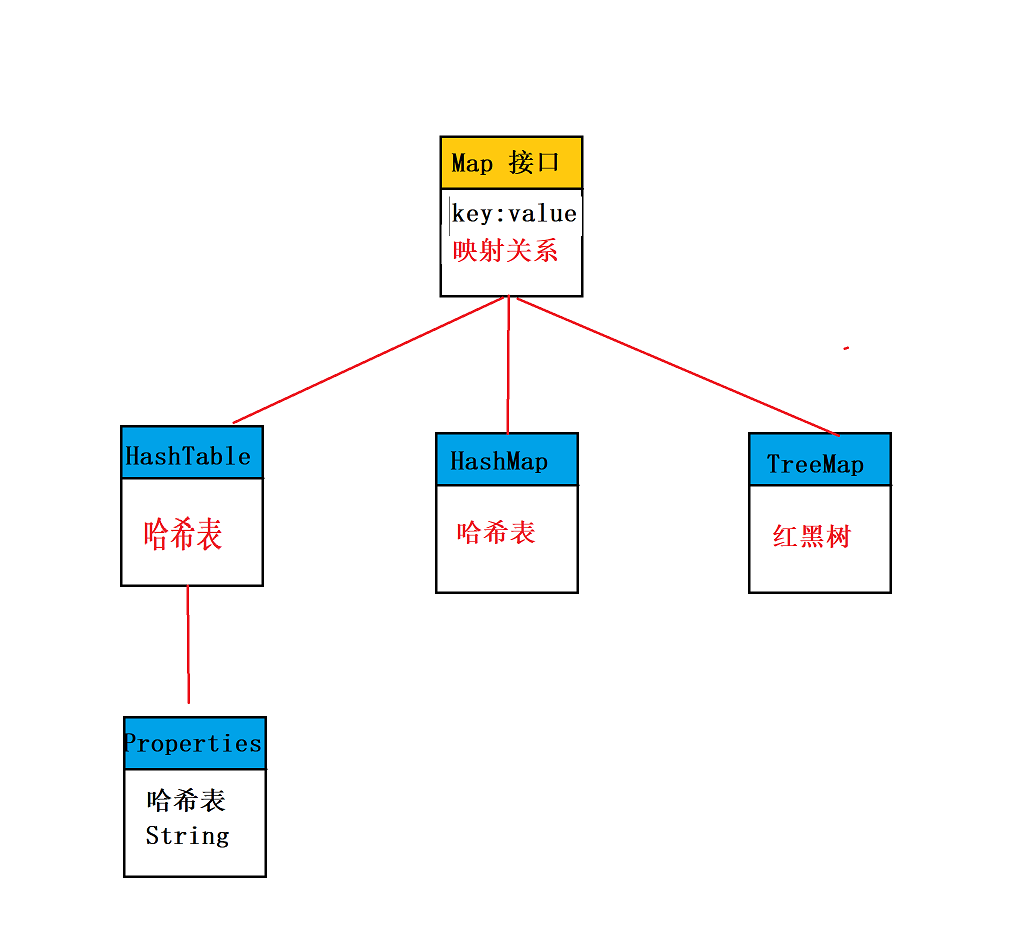 Map 接口
key:value
映射关系
HashTable
哈希表
HashMap
哈希表
TreeMap
红黑树
Properties
哈希表
String